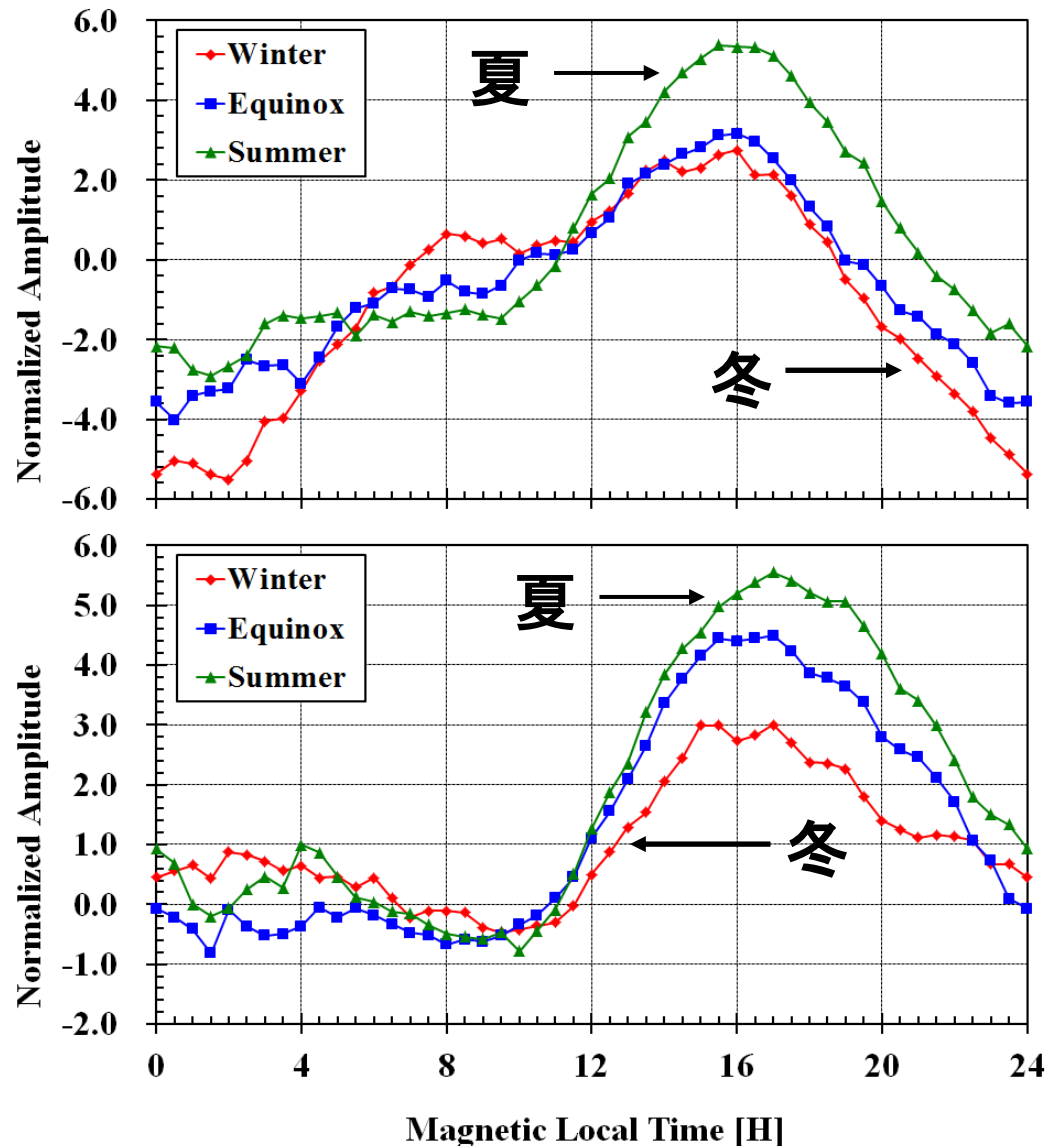 6.0
4.0
2.0
0.0
-2.0
-4.0
-6.0
Normalized Amplitude
Winter
Equinox
Summer
夏
冬
6.0
5.0
4.0
3.0
2.0
1.0
0.0
-1.0
-2.0
Normalized Amplitude
Winter
Equinox
Summer
夏
冬
0 4 8 12 16 20 24
Magnetic Local Time [H]